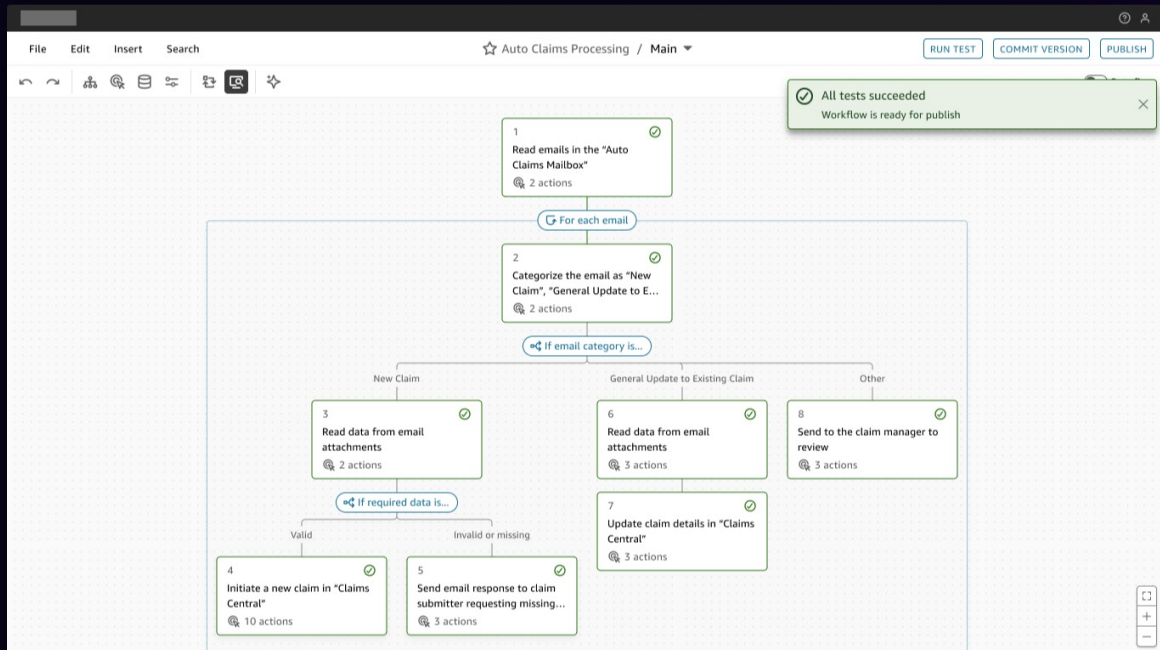 File Edit Insert Search
Auto Claims Processing / Main
RUN TEST COMMIT VERSION PUBLISH
All tests succeeded
Workflow is ready for publish
1
Read emails in the "Auto
Claims Mailbox"
2 actions
For each email
2
Categorize the email as "New
Claim", "General Update to E...
2 actions
If email category is...
New Claim
General Update to Existing Claim
Other
3
Read data from email
attachments
2 actions
6
Read data from email
attachments
3 actions
8
Send to the claim manager to
review
3 actions
If required data is...
Valid
Invalid or missing
7
Update claim details in "Claims
Central"
3 actions
4
Initiate a new claim in "Claims
Central"
10 actions
5
Send email response to claim
submitter requesting missing...
3 actions